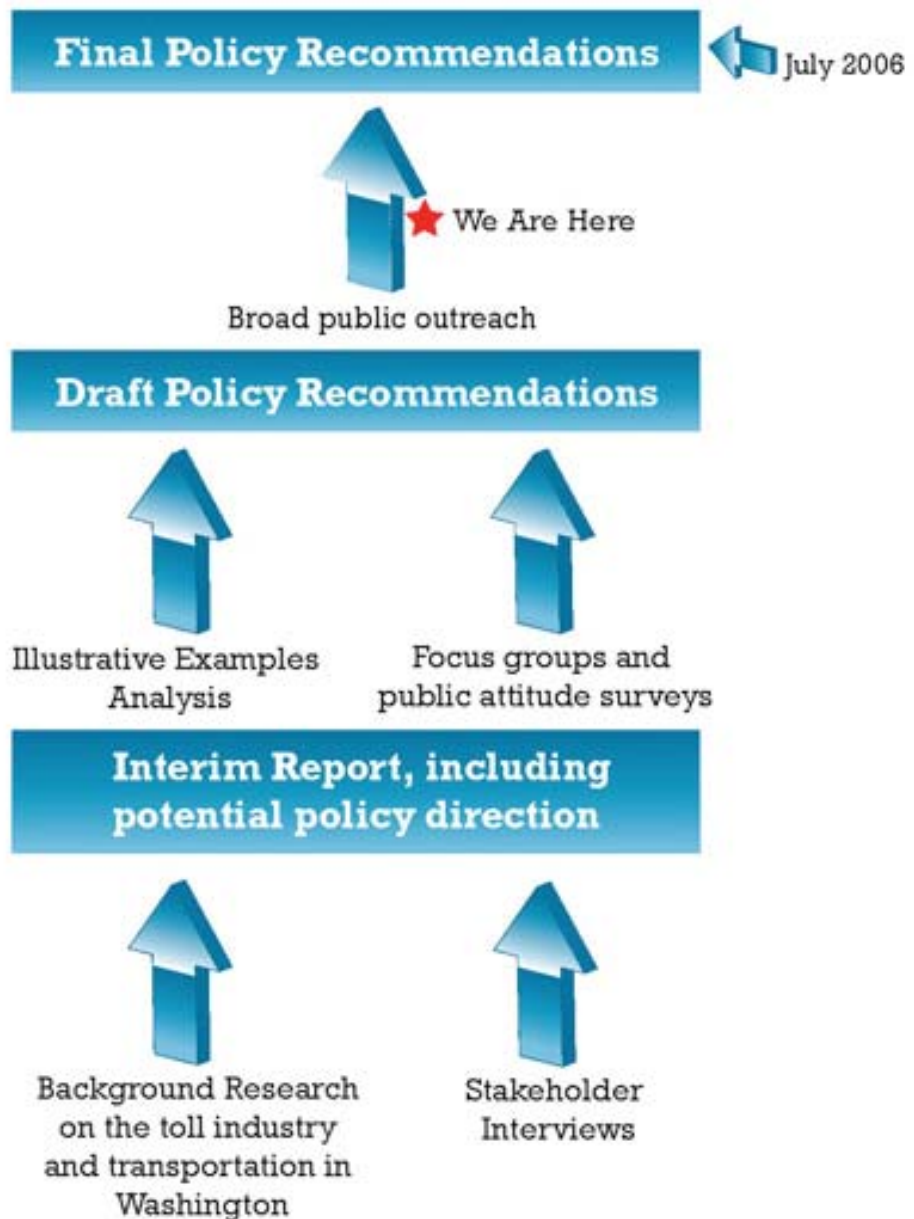 Final Policy Recommendations
July 2006
We Are Here
Broad public outreach
Draft Policy Recommendations
Illustrative Examples
Analysis
Focus groups and
public attitude surveys
Interim Report, including
potential policy direction
Background Research
on the toll industry
and transportation in
Washington
Stakeholder
Interviews